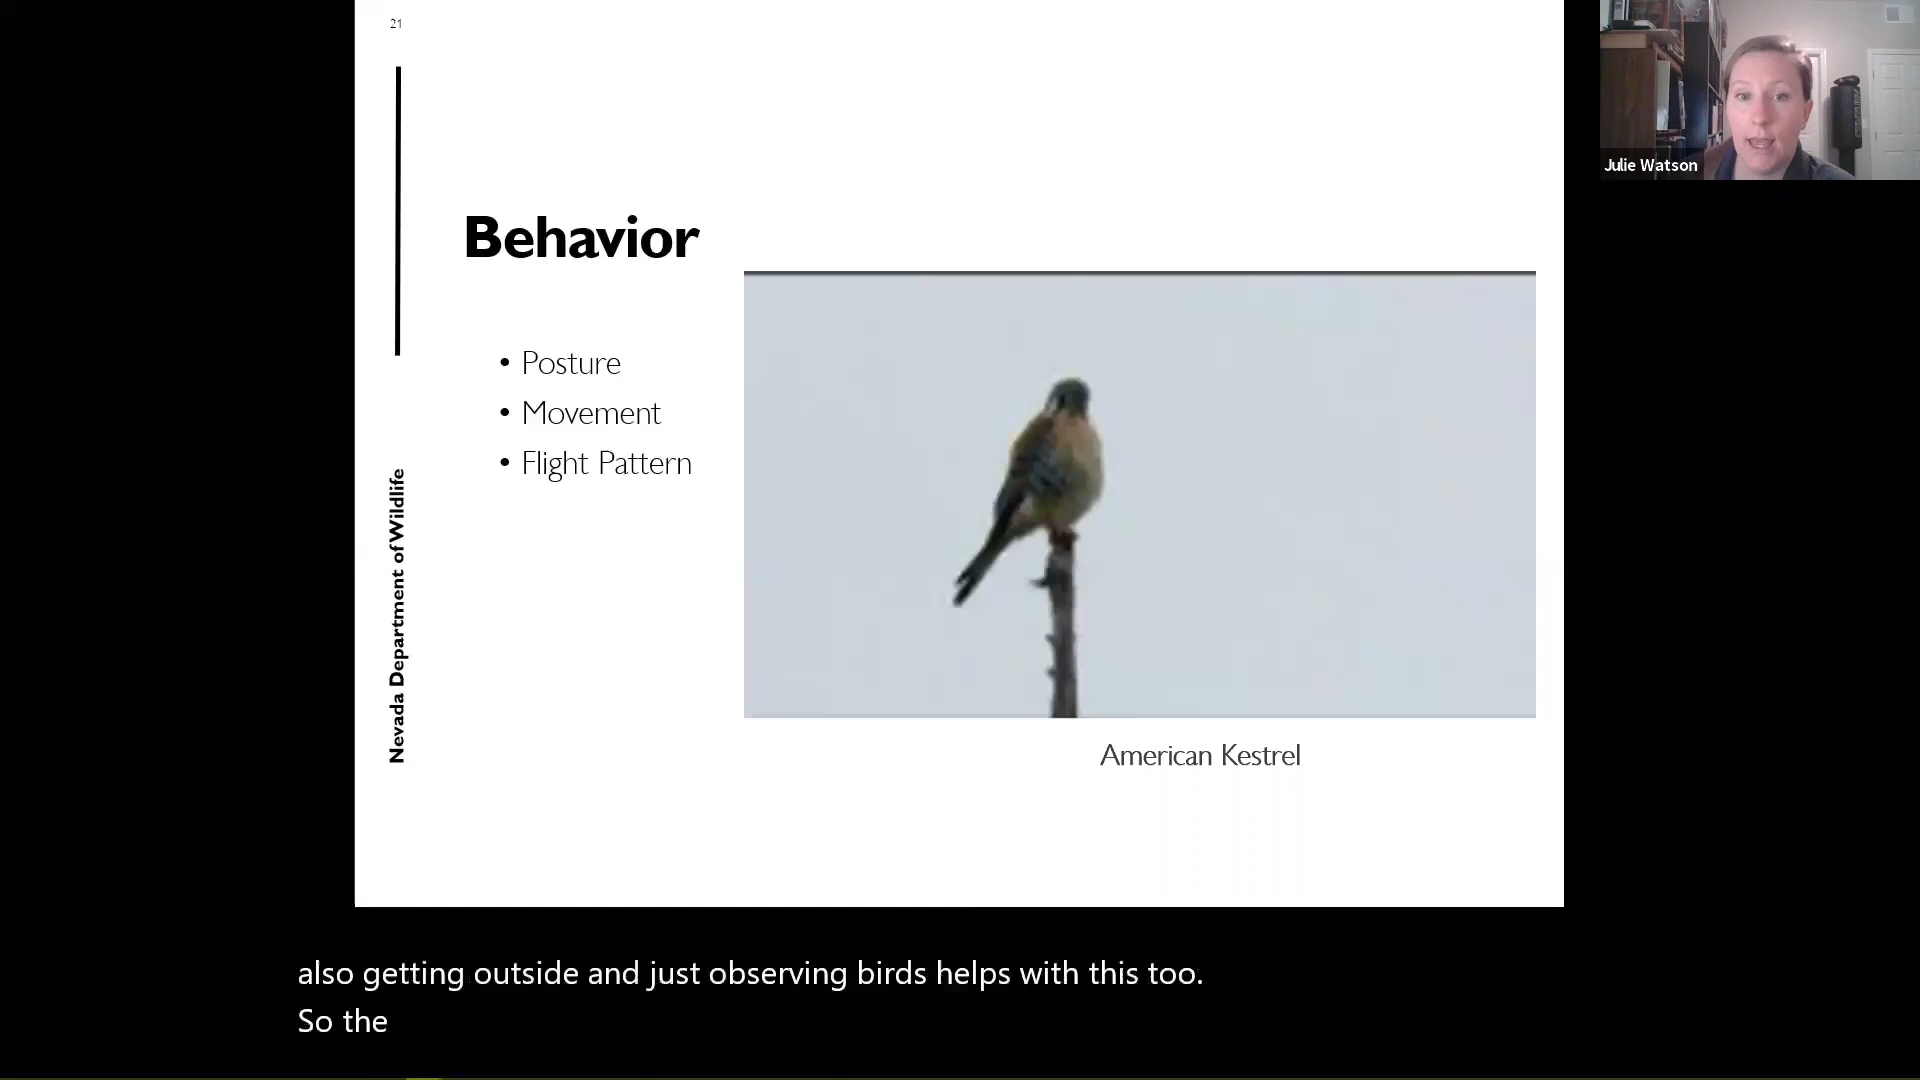 21
Behavior
• Posture
• Movement
• Flight Pattern
Nevada Department of Wildlife
American Kestrel
Julie Watson
also getting outside and just observing birds helps with this too.
So the